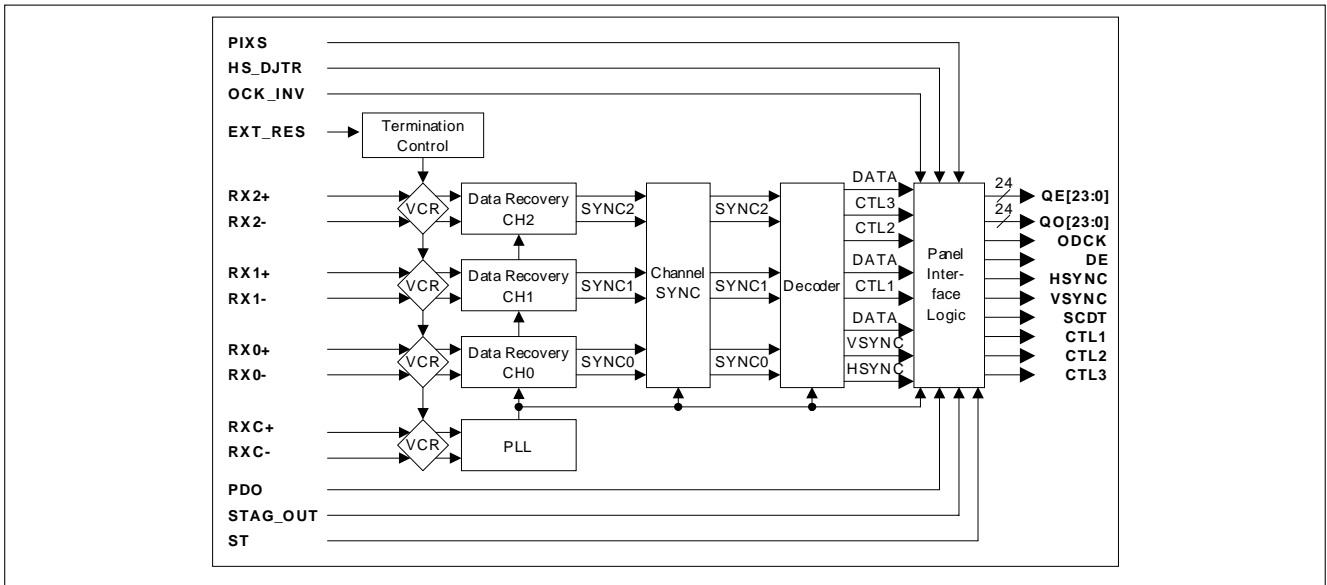 PIXS
HS_DJTR
OCK_INV
EXT_RES
Termination
Control
RX2+
RX2-
VCR
Data Recovery
CH2
SYNC2
SYNC2
RX1+
RX1-
VCR
Data Recovery
CH1
SYNC1
Channel
SYNC
SYNC1
Decoder
RX0+
RX0-
VCR
Data Recovery
CH0
SYNC0
SYNC0
RXC+
RXC-
VCR
PLL
DATA
CTL3
CTL2
DATA
CTL1
DATA
VSYNC
HSYNC
Panel
Inter-
face
Logic
24
QE[23:0]
24
QO[23:0]
ODCK
DE
HSYNC
VSYNC
SCDT
CTL1
CTL2
CTL3
PDO
STAG_OUT
ST